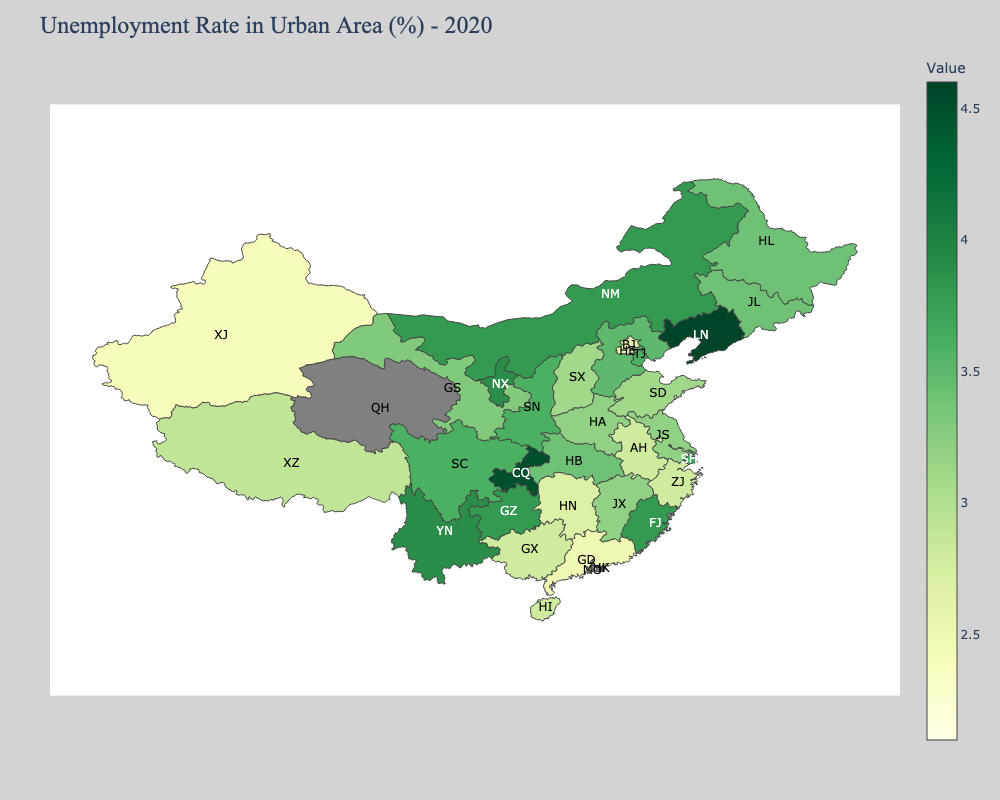 Unemployment Rate in Urban Area (%) - 2020
Value
4.5
4
3.5
3
2.5
HL
NM
JL
LN
XJ
BJ
HE
TJ
SX
NX
GS
SD
QH
SN
HA
JS
AH
SH
XZ
SC
HB
CQ
ZJ
HN
JX
GZ
FJ
YN
GX
GD
HK
MO
HI